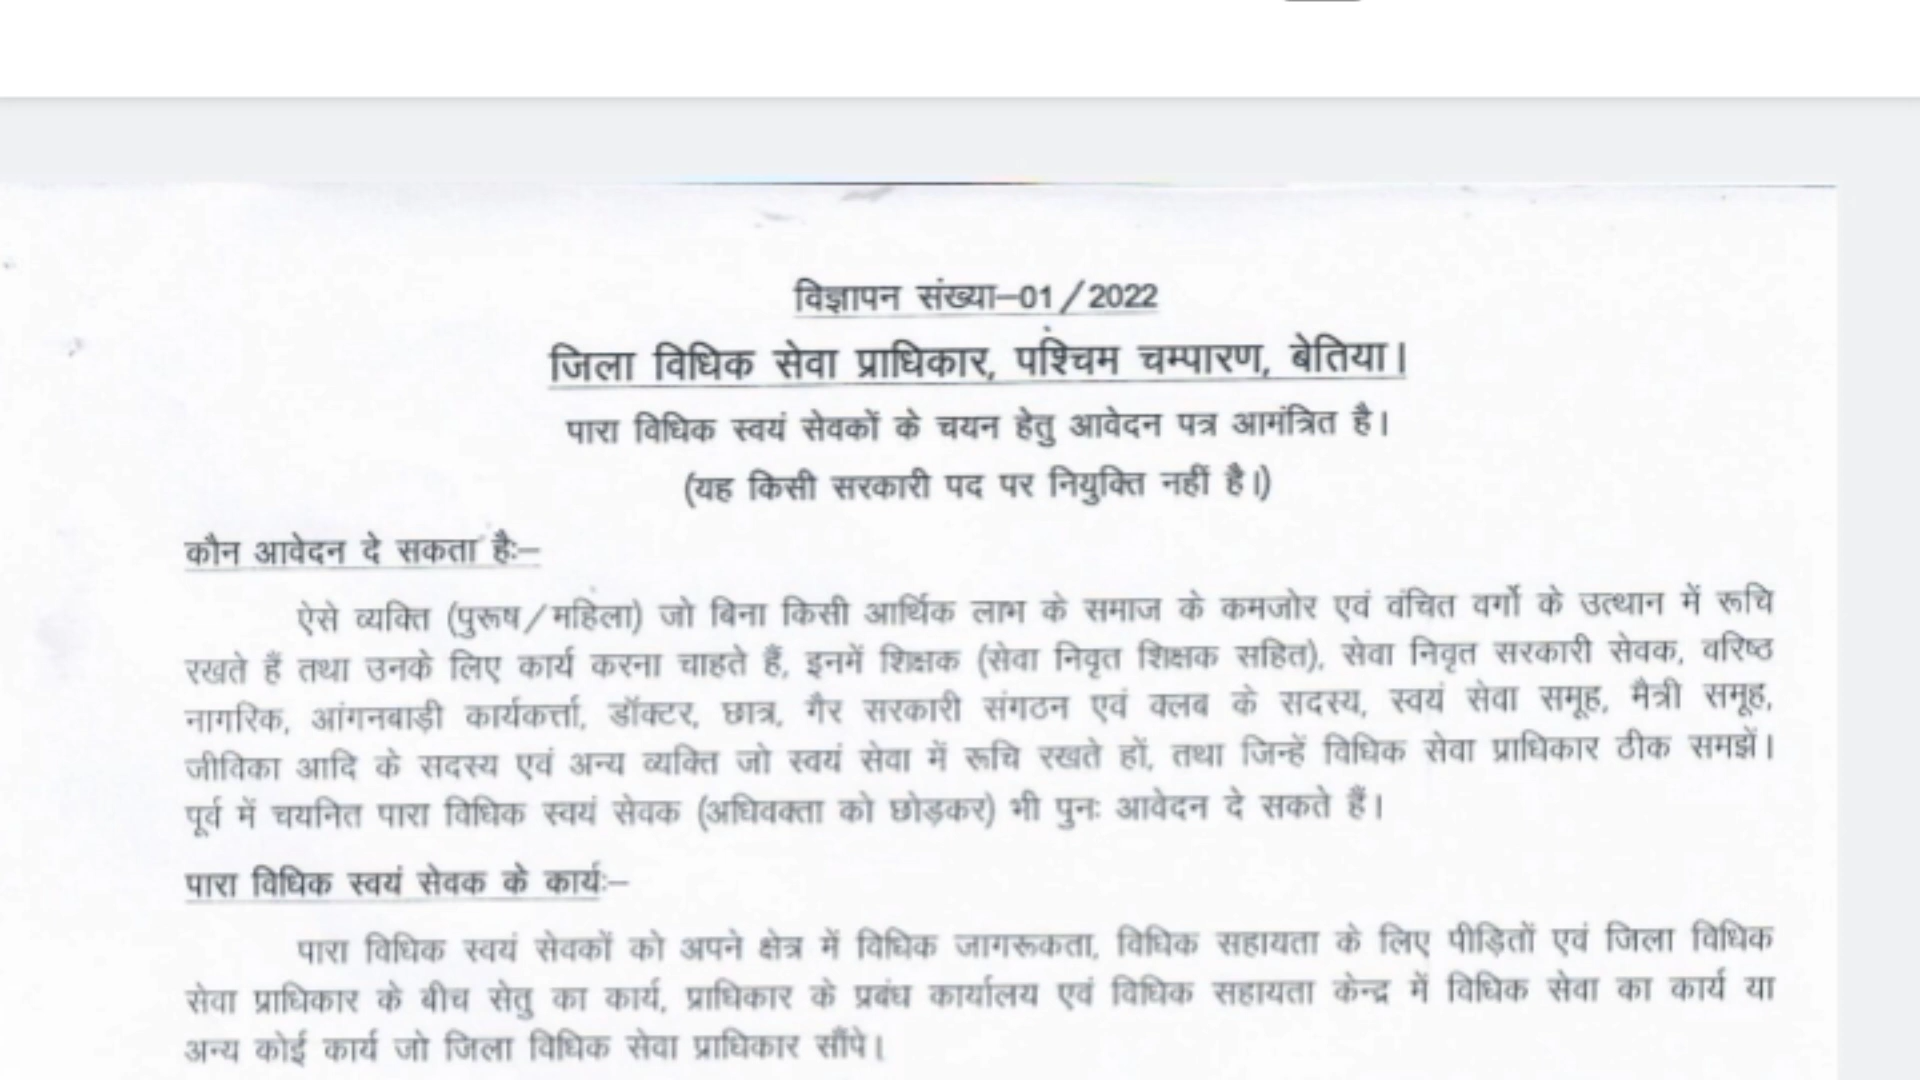 विज्ञापन संख्या–01/2022
जिला विधिक सेवा प्राधिकार, पश्चिम चम्पारण, बेतिया।
पारा विधिक स्वयं सेवकों के चयन हेतु आवेदन पत्र आमंत्रित है।
(यह किसी सरकारी पद पर नियुक्ति नहीं है।)
कौन आवेदन दे सकता है:–
ऐसे व्यक्ति (पुरूष/महिला) जो बिना किसी आर्थिक लाभ के समाज के कमजोर एवं वंचित वर्गो के उत्थान में रूचि
रखते हैं तथा उनके लिए कार्य करना चाहते हैं, इनमें शिक्षक (सेवा निवृत शिक्षक सहित), सेवा निवृत सरकारी सेवक, वरिष्ठ
नागरिक, आंगनबाड़ी कार्यकर्त्ता, डॉक्टर, छात्र, गैर सरकारी संगठन एवं क्लब के सदस्य, स्वयं सेवा समूह, मैत्री समूह,
जीविका आदि के सदस्य एवं अन्य व्यक्ति जो स्वयं सेवा में रूचि रखते हों, तथा जिन्हें विधिक सेवा प्राधिकार ठीक समझें।
पूर्व में चयनित पारा विधिक स्वयं सेवक (अधिवक्ता को छोड़कर) भी पुनः आवेदन दे सकते हैं।
पारा विधिक स्वयं सेवक के कार्य:–
पारा विधिक स्वयं सेवकों को अपने क्षेत्र में विधिक जागरूकता, विधिक सहायता के लिए पीड़ितों एवं जिला विधिक
सेवा प्राधिकार के बीच सेतु का कार्य, प्राधिकार के प्रबंध कार्यालय एवं विधिक सहायता केन्द्र में विधिक सेवा का कार्य या
अन्य कोई कार्य जो जिला विधिक सेवा प्राधिकार सौंपे।